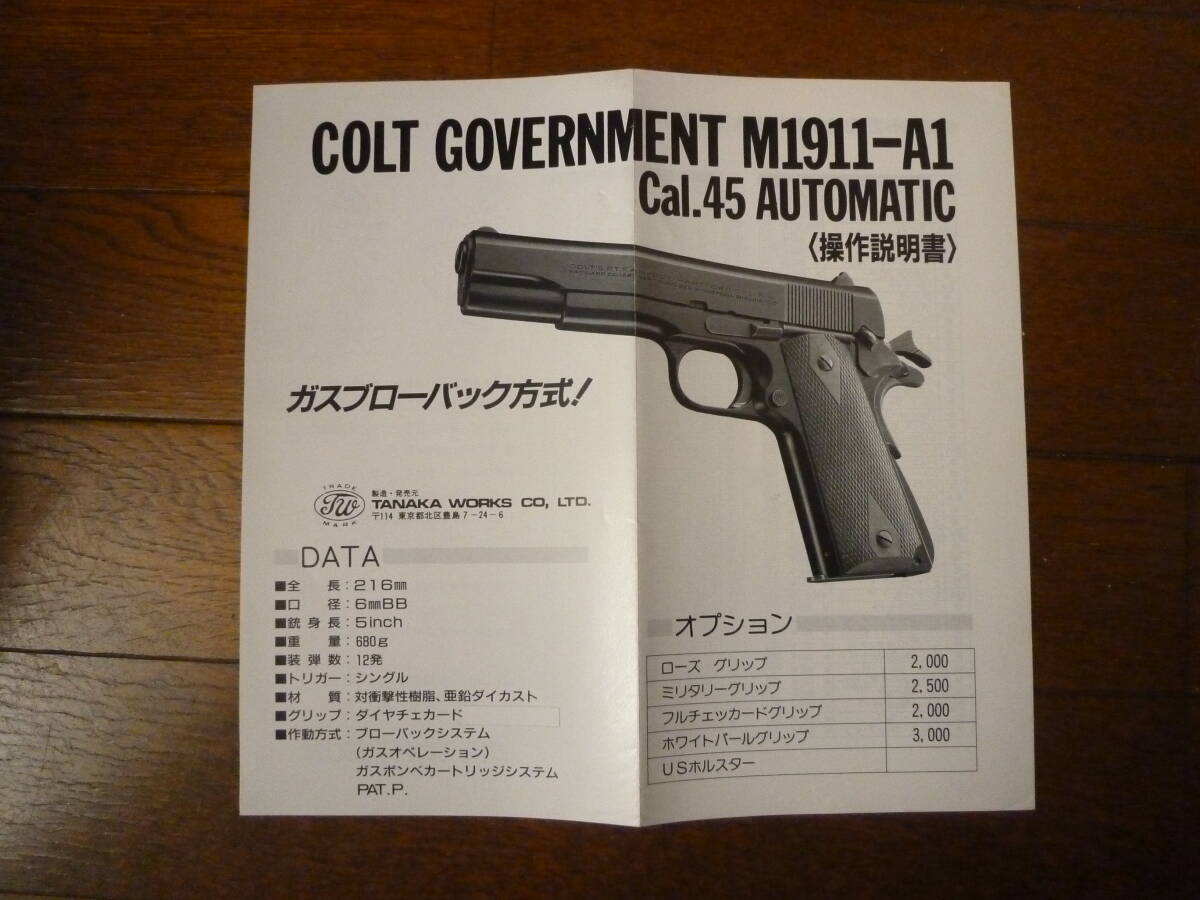 COLT GOVERNMENT M1911-A1
Cal.45 AUTOMATIC
〈操作説明書〉
ガスブローバック方式!
TRADE
TW
MARK
製造・発売元
TANAKA WORKS CO, LTD.
〒114 東京都北区豊島7-24-6
DATA
■全長:216mm
■口径:6mmBB
■銃身長:5inch
■重量:680g
■装弾数:12発
■トリガー:シングル
■材質:対衝撃性樹脂、亜鉛ダイカスト
■グリップ:ダイヤチェカード
■作動方式:ブローバックシステム
(ガスオペレーション)
ガスボンベカートリッジシステム
PAT.P.
オプション
ローズ グリップ 2,000
ミリタリーグリップ 2,500
フルチェッカードグリップ 2,000
ホワイトパールグリップ 3,000
USホルスター